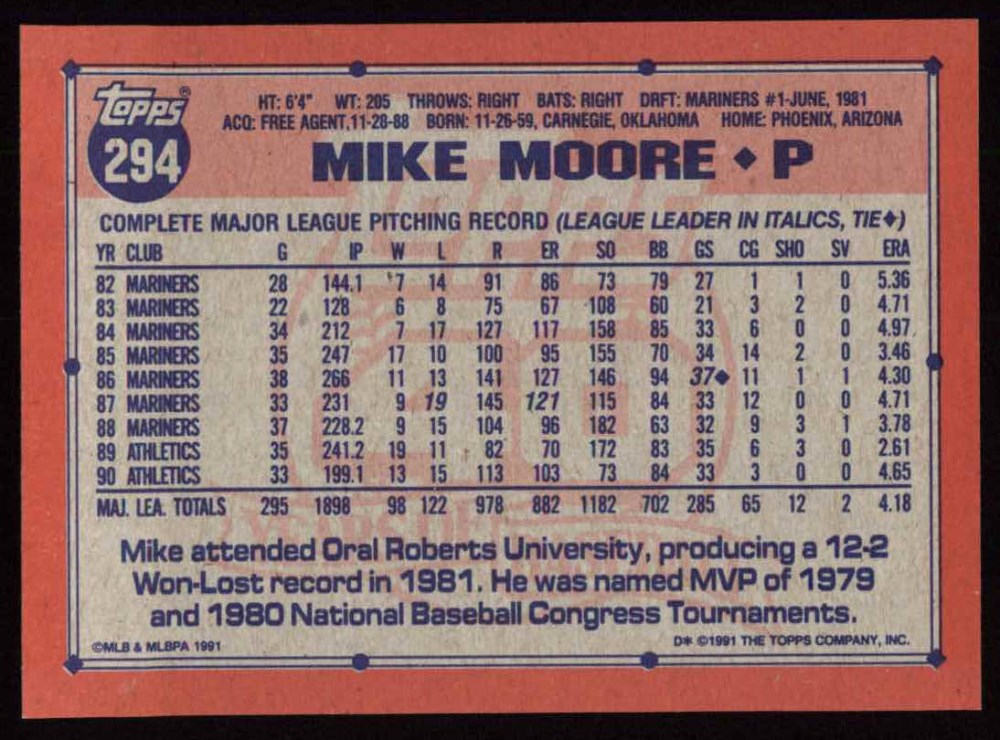 Topps®
294
HT: 6'4" WT: 205 THROWS: RIGHT BATS: RIGHT DRFT: MARINERS #1-JUNE, 1981
ACQ: FREE AGENT,11-28-88 BORN: 11-26-59, CARNEGIE, OKLAHOMA HOME: PHOENIX, ARIZONA
MIKE MOORE ♦ P
COMPLETE MAJOR LEAGUE PITCHING RECORD (LEAGUE LEADER IN ITALICS, TIE♦)
YR CLUB G IP W L R ER SO BB GS CG SHO SV ERA
82 MARINERS 28 144.1 7 14 91 86 73 79 27 1 1 0 5.36
83 MARINERS 22 128 6 8 75 67 108 60 21 3 2 0 4.71
84 MARINERS 34 212 7 17 127 117 158 85 33 6 0 0 4.97
85 MARINERS 35 247 17 10 100 95 155 70 34 14 2 0 3.46
86 MARINERS 38 266 11 13 141 127 146 94 37♦ 11 1 1 4.30
87 MARINERS 33 231 9 19 145 121 115 84 33 12 0 0 4.71
88 MARINERS 37 228.2 9 15 104 96 182 63 32 9 3 1 3.78
89 ATHLETICS 35 241.2 19 11 82 70 172 83 35 6 3 0 2.61
90 ATHLETICS 33 199.1 13 15 113 103 73 84 33 3 0 0 4.65
MAJ. LEA. TOTALS 295 1898 98 122 978 882 1182 702 285 65 12 2 4.18
Mike attended Oral Roberts University, producing a 12-2
Won-Lost record in 1981. He was named MVP of 1979
and 1980 National Baseball Congress Tournaments.
©MLB & MLBPA 1991
D* ©1991 THE TOPPS COMPANY, INC.